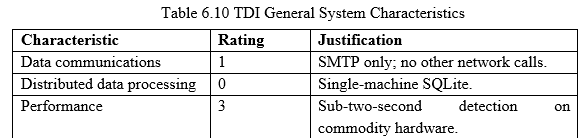 Table 6.10 TDI General System Characteristics
Characteristic Rating Justification
Data communications 1 SMTP only; no other network calls.
Distributed data processing 0 Single-machine SQLite.
Performance 3 Sub-two-second detection on
commodity hardware.